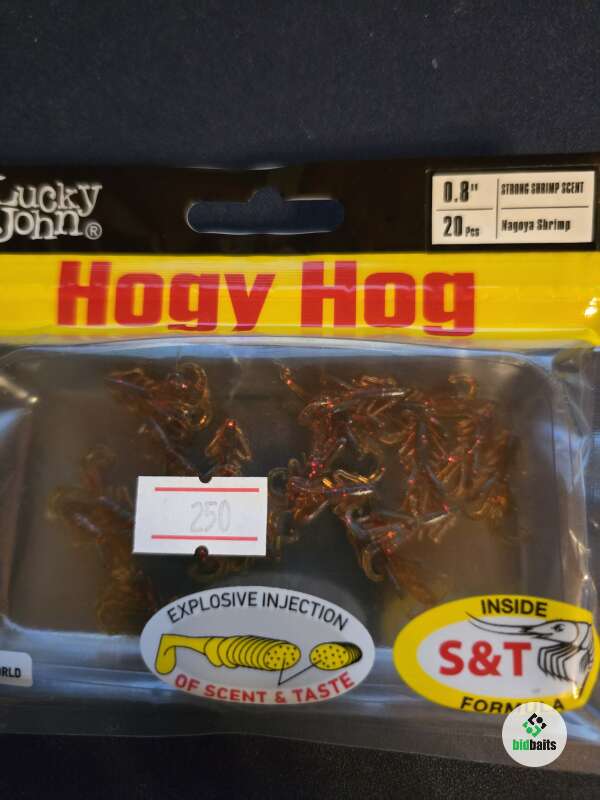 Lucky
John®
0.8"
STRONG SHRIMP SCENT
20 Pcs
Nagoya Shrimp
Hogy Hog
250
EXPLOSIVE INJECTION
OF SCENT & TASTE
INSIDE
S&T
FORMULA
ORLD
bidbaits